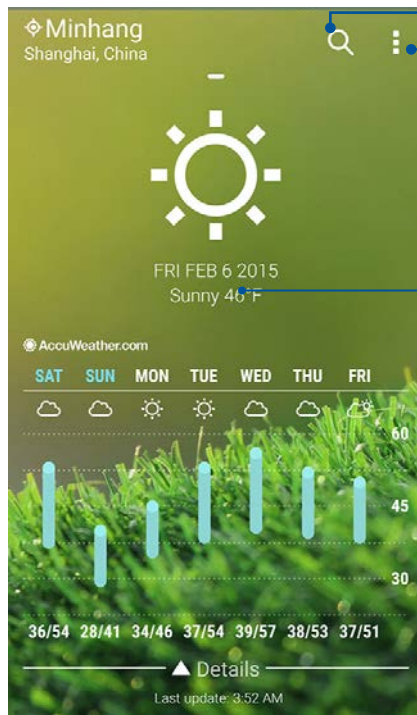 Minhang
Shanghai, China
FRI FEB 6 2015
Sunny 46°F
AccuWeather.com
SAT SUN MON TUE WED THU FRI
60
45
30
36/54 28/41 34/46 37/54 39/57 38/53 37/51
Details
Last update: 3:52 AM